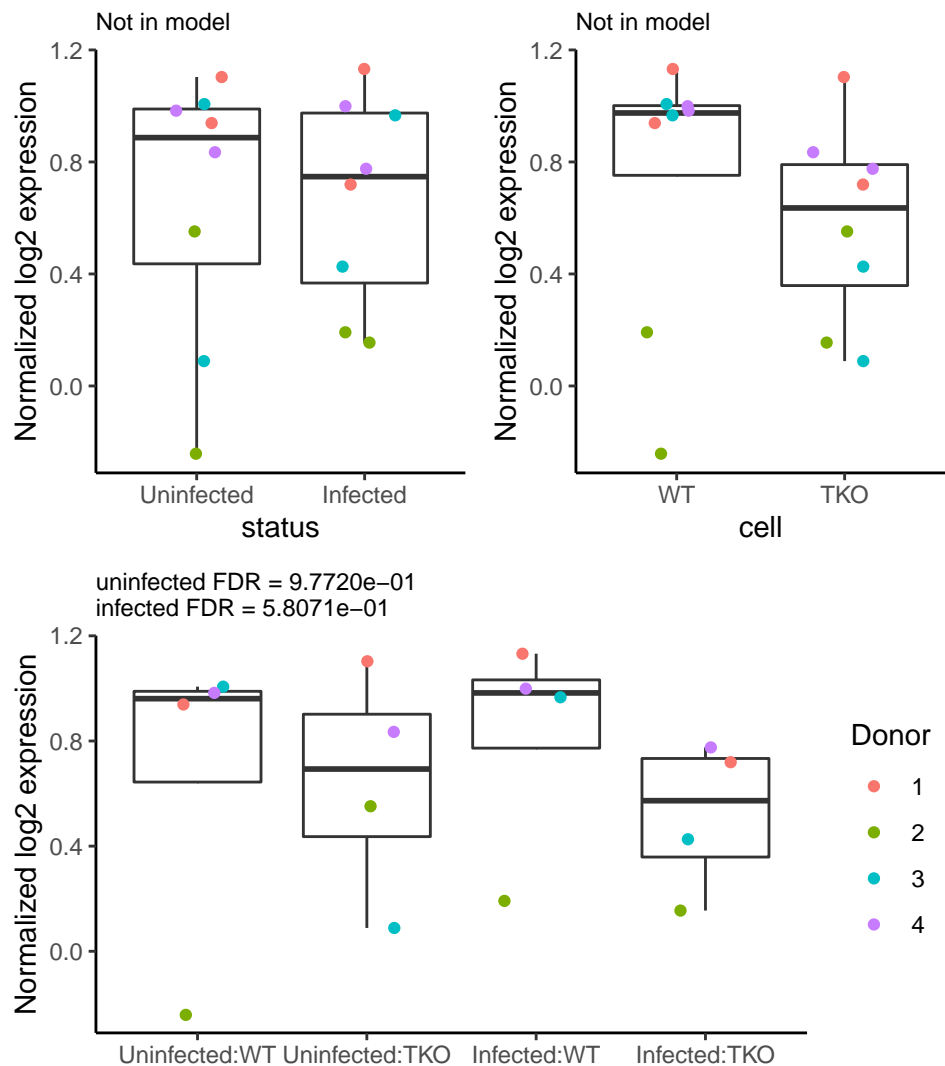 Not in model
Normalized log2 expression
1.2
0.8
0.4
0.0
Uninfected Infected
status
Not in model
Normalized log2 expression
1.2
0.8
0.4
0.0
WT TKO
cell
uninfected FDR = 9.7720e−01
infected FDR = 5.8071e−01
Normalized log2 expression
1.2
0.8
0.4
0.0
Uninfected:WT Uninfected:TKO Infected:WT Infected:TKO
Donor
1
2
3
4